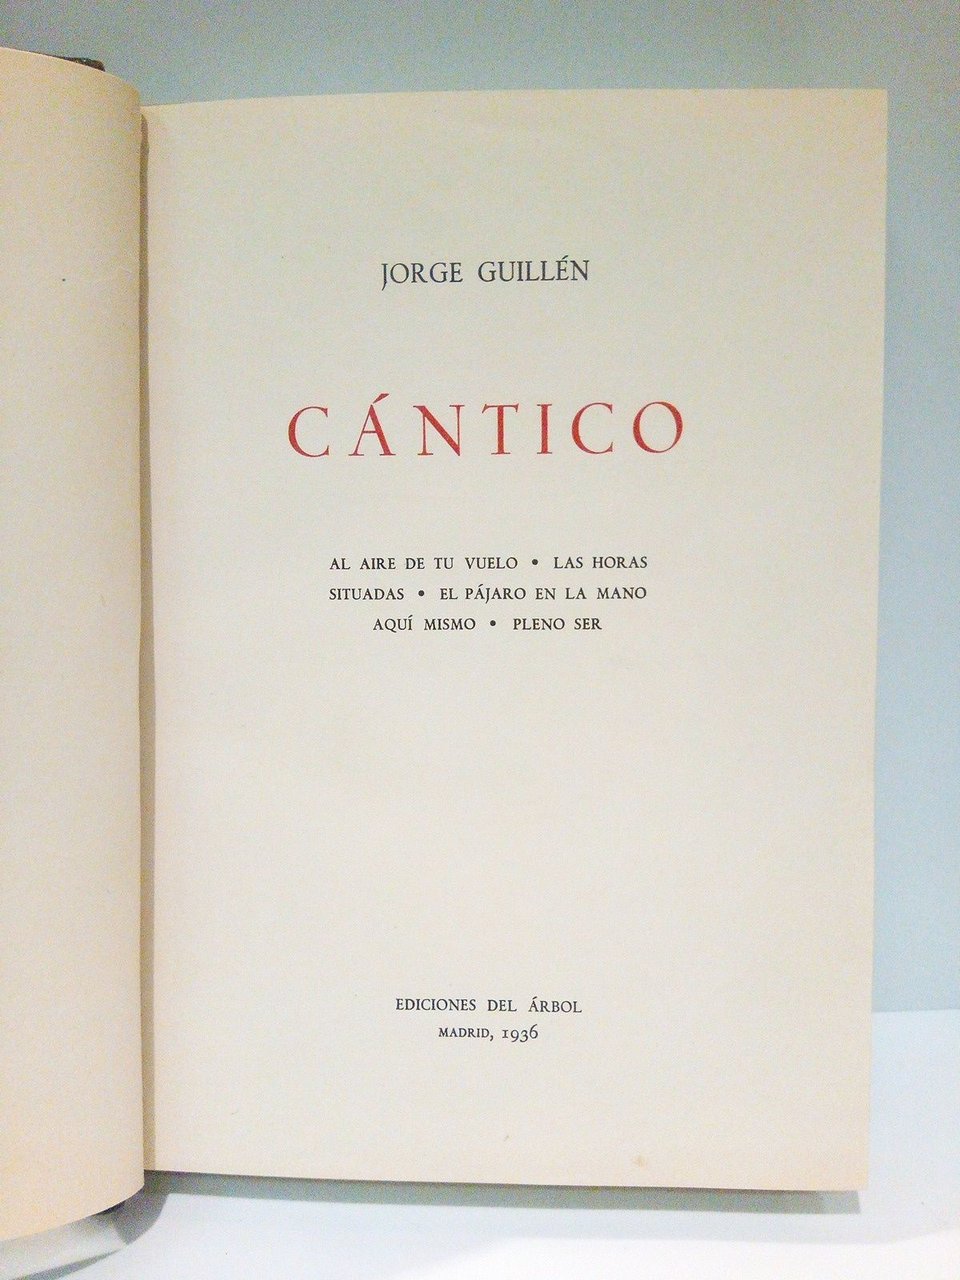 JORGE GUILLÉN
CÁNTICO
AL AIRE DE TU VUELO • LAS HORAS
SITUADAS • EL PÁJARO EN LA MANO
AQUÍ MISMO • PLENO SER
EDICIONES DEL ÁRBOL
MADRID, 1936